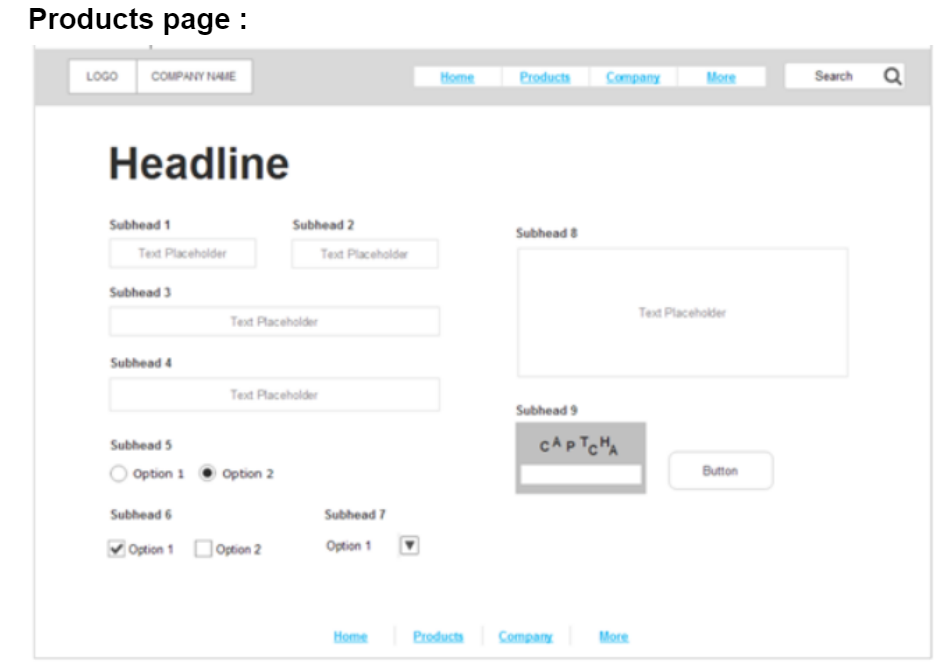 Products page :
LOGO COMPANY NAME Home Products Company More Search
Headline
Subhead 1 Subhead 2
Text Placeholder Text Placeholder
Subhead 3
Text Placeholder
Subhead 4
Text Placeholder
Subhead 5
Option 1 Option 2
Subhead 6 Subhead 7
Option 1 Option 2 Option 1
Subhead 8
Text Placeholder
Subhead 9
CAPTCHA
Button
Home Products Company More